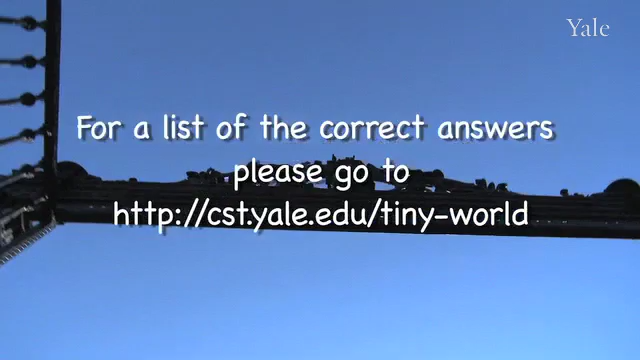 Yale
For a list of the correct answers
please go to
http://cst.yale.edu/tiny-world